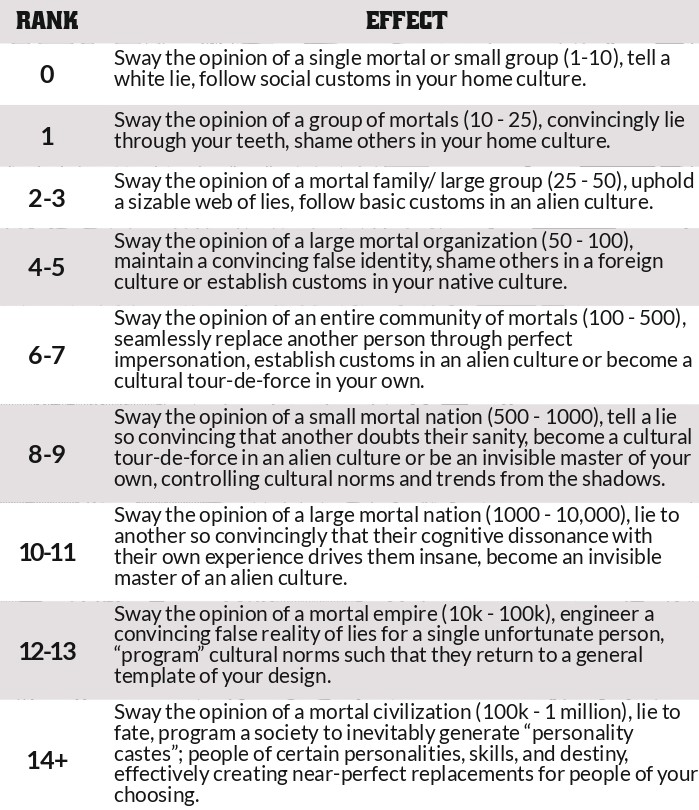 RANK EFFECT
0
Sway the opinion of a single mortal or small group (1-10), tell a
white lie, follow social customs in your home culture.
1
Sway the opinion of a group of mortals (10 - 25), convincingly lie
through your teeth, shame others in your home culture.
2-3
Sway the opinion of a mortal family/ large group (25 - 50), uphold
a sizable web of lies, follow basic customs in an alien culture.
4-5
Sway the opinion of a large mortal organization (50 - 100),
maintain a convincing false identity, shame others in a foreign
culture or establish customs in your native culture.
6-7
Sway the opinion of an entire community of mortals (100 - 500),
seamlessly replace another person through perfect
impersonation, establish customs in an alien culture or become a
cultural tour-de-force in your own.
8-9
Sway the opinion of a small mortal nation (500 - 1000), tell a lie
so convincing that another doubts their sanity, become a cultural
tour-de-force in an alien culture or be an invisible master of your
own, controlling cultural norms and trends from the shadows.
10-11
Sway the opinion of a large mortal nation (1000 - 10,000), lie to
another so convincingly that their cognitive dissonance with
their own experience drives them insane, become an invisible
master of an alien culture.
12-13
Sway the opinion of a mortal empire (10k - 100k), engineer a
convincing false reality of lies for a single unfortunate person,
“program” cultural norms such that they return to a general
template of your design.
14+
Sway the opinion of a mortal civilization (100k - 1 million), lie to
fate, program a society to inevitably generate “personality
castes”; people of certain personalities, skills, and destiny,
effectively creating near-perfect replacements for people of your
choosing.